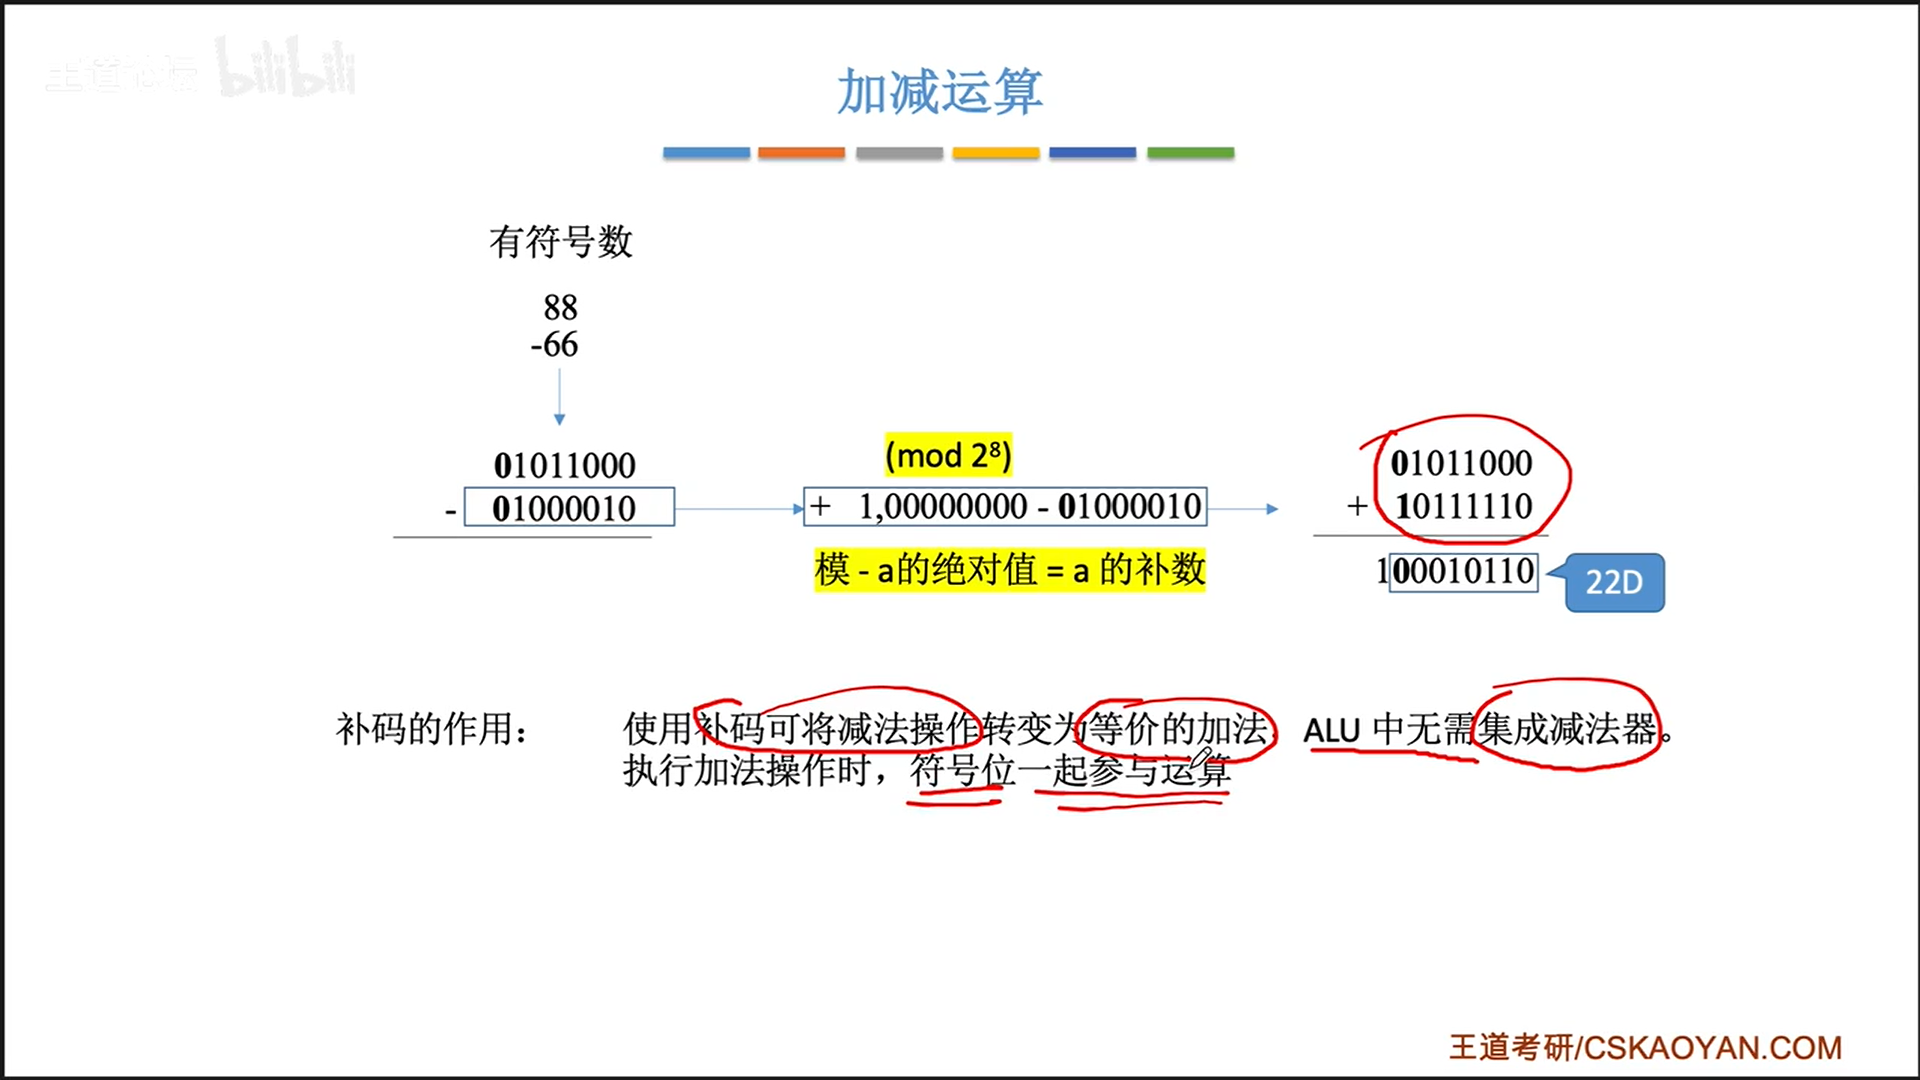 王道论坛 bilibili
加减运算
有符号数
88
-66
01011000
- 01000010
(mod 2⁸)
+ 1,00000000 - 01000010
模 - a的绝对值 = a 的补数
01011000
+ 10111110
100010110
22D
补码的作用： 使用补码可将减法操作转变为等价的加法， ALU 中无需集成减法器。
执行加法操作时，符号位一起参与运算
王道考研/CSKAOYAN.COM